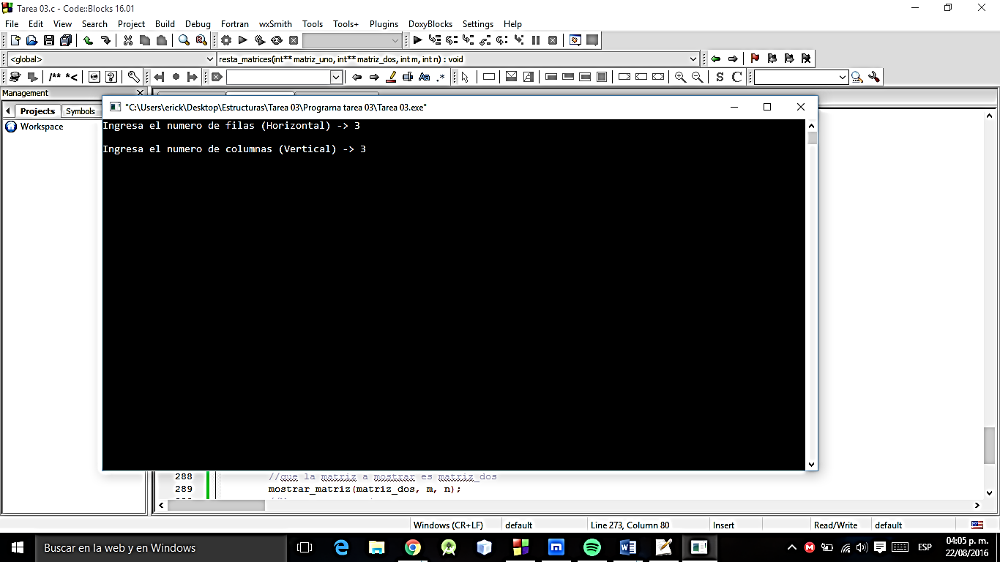 Tarea 03.c - Code::Blocks 16.01
File Edit View Search Project Build Debug Fortran wxSmith Tools Tools+ Plugins DoxyBlocks Settings Help
<global> resta_matrices(int** matriz_uno, int** matriz_dos, int m, int n) : void
/** *< Aa .* S C
Management
Projects Symbols
Workspace
"C:\Users\erick\Desktop\Estructuras\Tarea 03\Programa tarea 03\Tarea 03.exe"
Ingresa el numero de filas (Horizontal) -> 3
Ingresa el numero de columnas (Vertical) -> 3
288 //que la matriz a mostrar es matriz_dos
289 mostrar_matriz(matriz_dos, m, n);
Windows (CR+LF) default Line 273, Column 80 Insert Read/Write default
Buscar en la web y en Windows
ESP
04:05 p. m.
22/08/2016